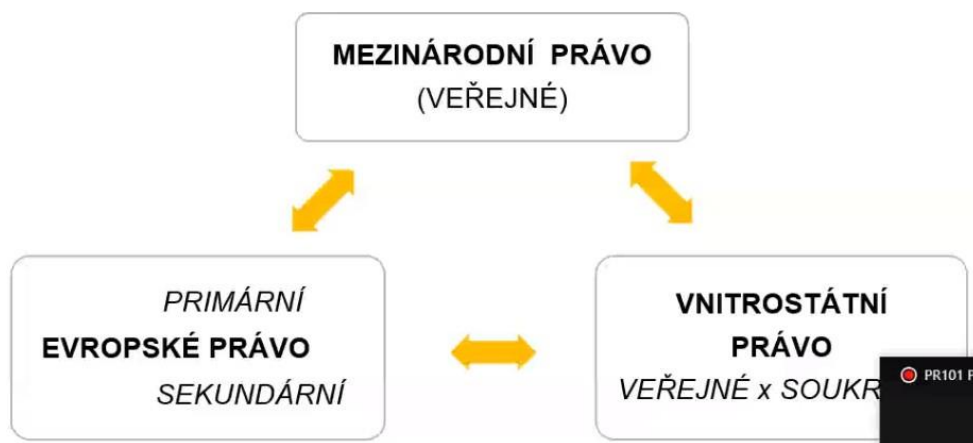 MEZINÁRODNÍ PRÁVO
(VEŘEJNÉ)
PRIMÁRNÍ
EVROPSKÉ PRÁVO
SEKUNDÁRNÍ
VNITROSTÁTNÍ
PRÁVO
VEŘEJNÉ x SOUKR
PR101 P